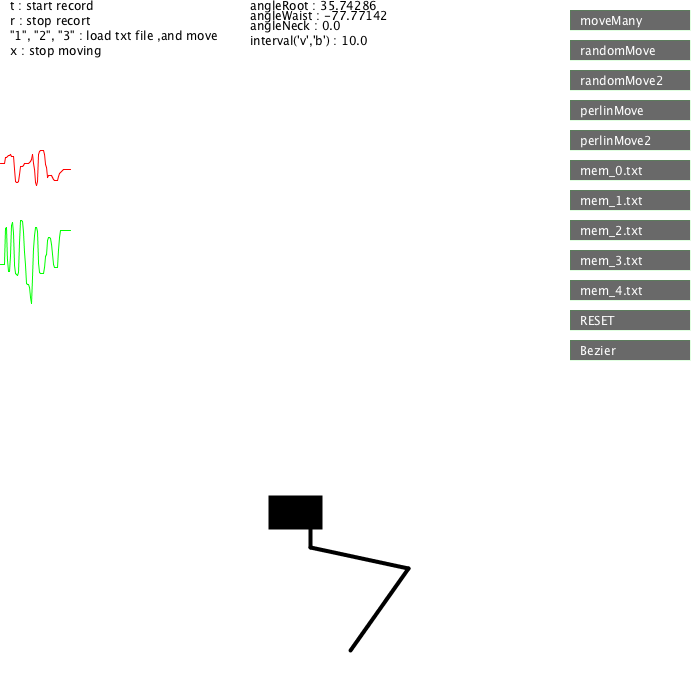 t : start record
r : stop recort
"1", "2", "3" : load txt file ,and move
x : stop moving
angleRoot : 35.74286
angleWaist : -77.77142
angleNeck : 0.0
interval('v','b') : 10.0
moveMany
randomMove
randomMove2
perlinMove
perlinMove2
mem_0.txt
mem_1.txt
mem_2.txt
mem_3.txt
mem_4.txt
RESET
Bezier